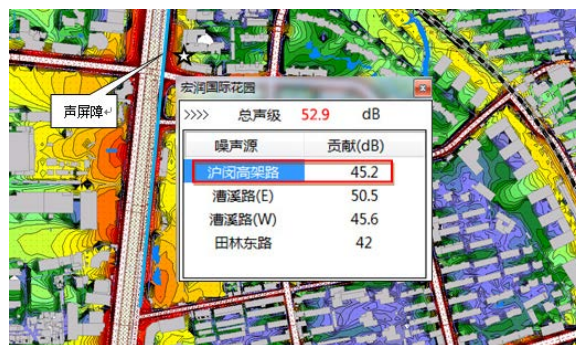 宏润国际花园
声屏障
>>>> 总声级 52.9 dB
噪声源 贡献(dB)
沪闵高架路 45.2
漕溪路(E) 50.5
漕溪路(W) 45.6
田林东路 42